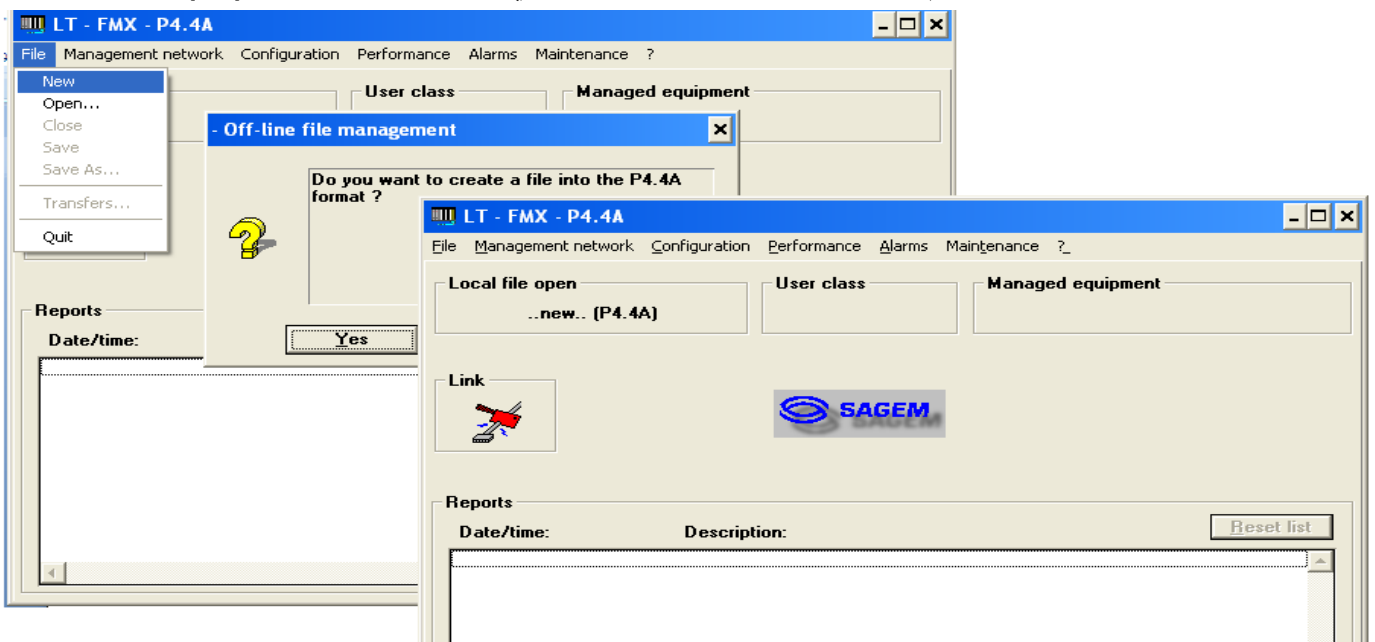 LT - FMX - P4.4A
File Management network Configuration Performance Alarms Maintenance ?
New
Open...
Close
Save
Save As...
Transfers...
Quit
User class
Managed equipment
- Off-line file management
Do you want to create a file into the P4.4A
format ?
Yes
Reports
Date/time:
LT - FMX - P4.4A
File Management network Configuration Performance Alarms Maintenance ?_
Local file open
..new.. (P4.4A)
User class
Managed equipment
Link
SAGEM
Reports
Date/time: Description:
Reset list